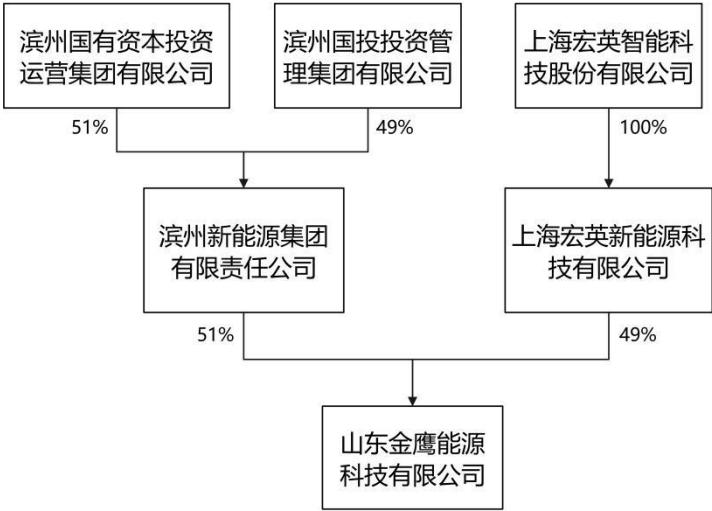 滨州国有资本投资
运营集团有限公司
滨州国投投资管
理集团有限公司
上海宏英智能科
技股份有限公司
51%
49%
100%
滨州新能源集团
有限责任公司
上海宏英新能源科
技有限公司
51%
49%
山东金鹰能源
科技有限公司